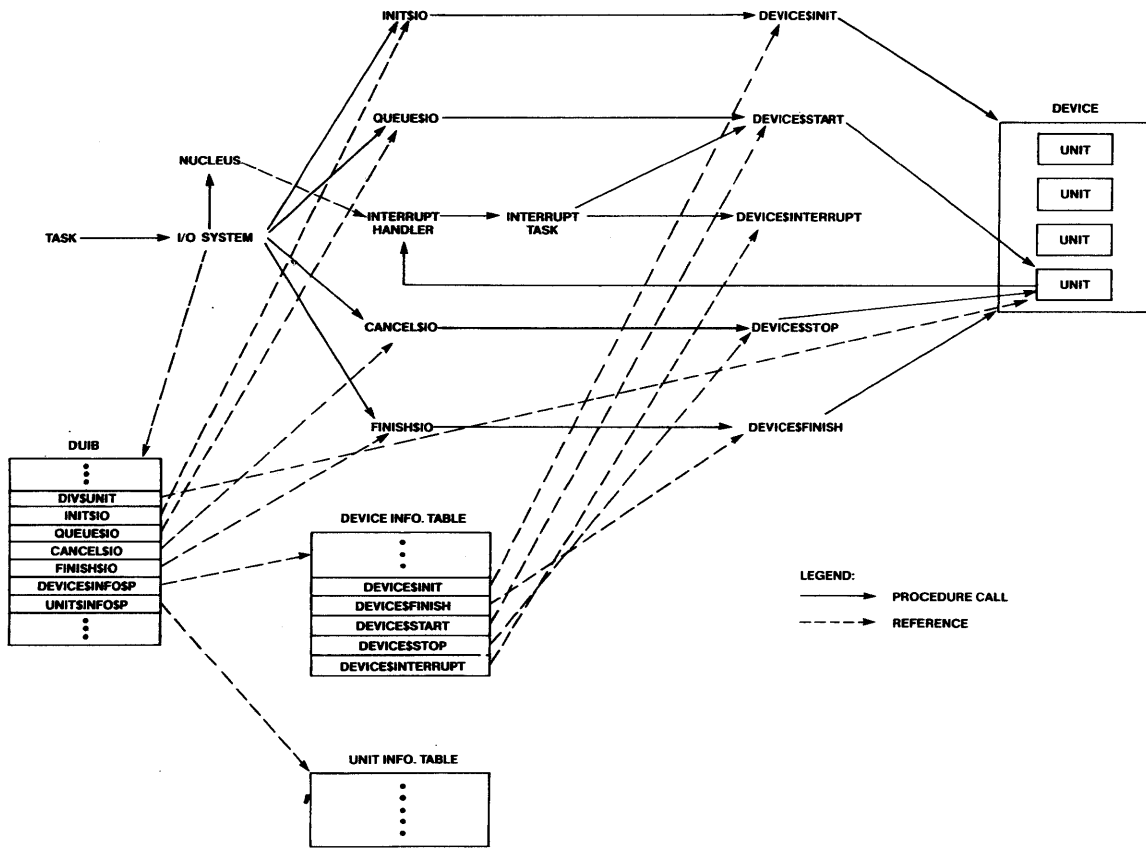 INIT$IO
DEVICE$INIT
DEVICE
QUEUE$IO
DEVICE$START
UNIT
NUCLEUS
UNIT
TASK
I/O SYSTEM
INTERRUPT
HANDLER
INTERRUPT
TASK
DEVICE$INTERRUPT
UNIT
UNIT
CANCEL$IO
DEVICE$STOP
FINISH$IO
DEVICE$FINISH
DUIB
DIV$UNIT
INIT$IO
QUEUE$IO
CANCEL$IO
FINISH$IO
DEVICE$INFO$P
UNIT$INFO$P
DEVICE INFO. TABLE
DEVICE$INIT
DEVICE$FINISH
DEVICE$START
DEVICE$STOP
DEVICE$INTERRUPT
LEGEND:
PROCEDURE CALL
REFERENCE
UNIT INFO. TABLE